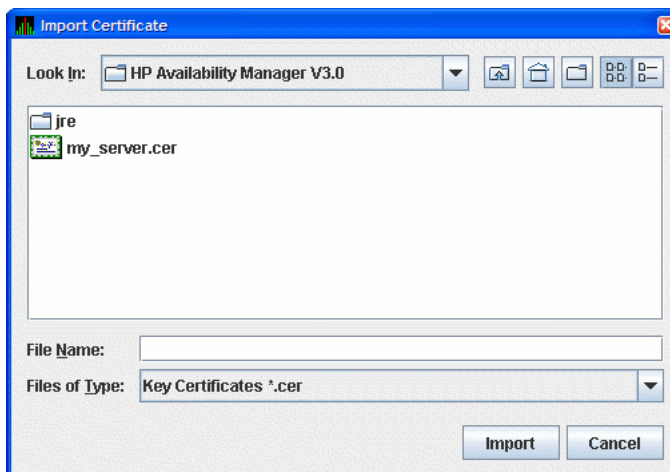 Import Certificate
Look In: HP Availability Manager V3.0
jre
my_server.cer
File Name:
Files of Type: Key Certificates *.cer
Import Cancel